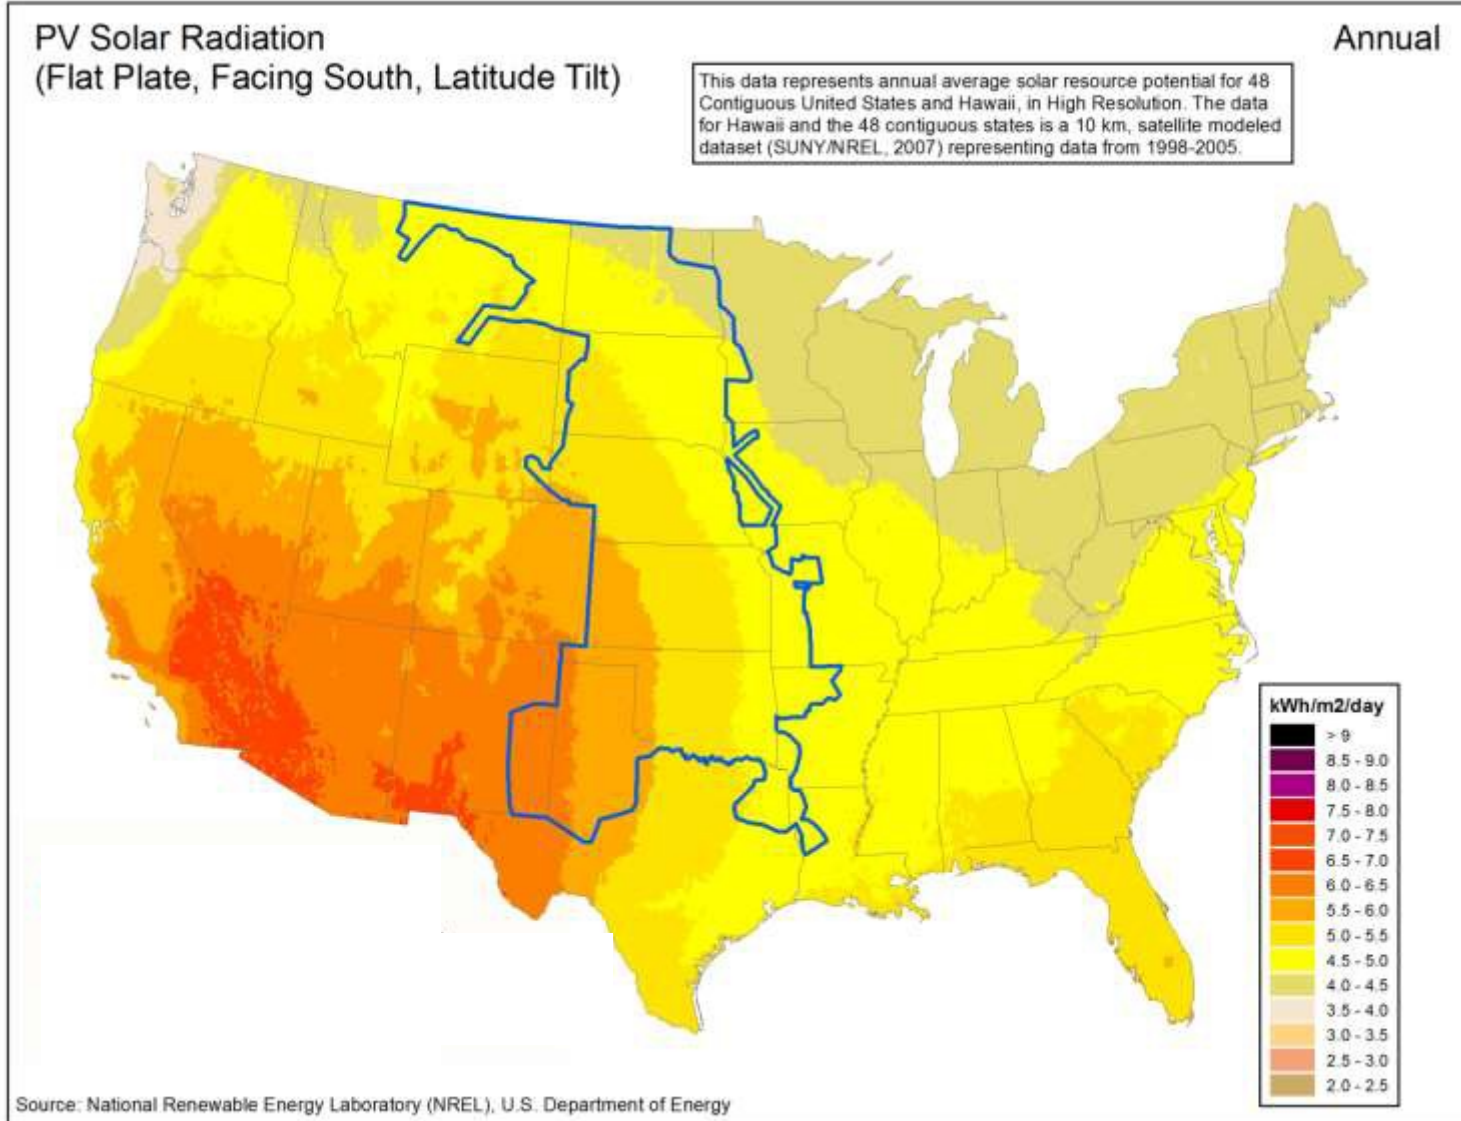 PV Solar Radiation
(Flat Plate, Facing South, Latitude Tilt)
Annual
This data represents annual average solar resource potential for 48
Contiguous United States and Hawaii, in High Resolution. The data
for Hawaii and the 48 contiguous states is a 10 km, satellite modeled
dataset (SUNY/NREL, 2007) representing data from 1998-2005.
kWh/m2/day
> 9
8.5 - 9.0
8.0 - 8.5
7.5 - 8.0
7.0 - 7.5
6.5 - 7.0
6.0 - 6.5
5.5 - 6.0
5.0 - 5.5
4.5 - 5.0
4.0 - 4.5
3.5 - 4.0
3.0 - 3.5
2.5 - 3.0
2.0 - 2.5
Source: National Renewable Energy Laboratory (NREL), U.S. Department of Energy